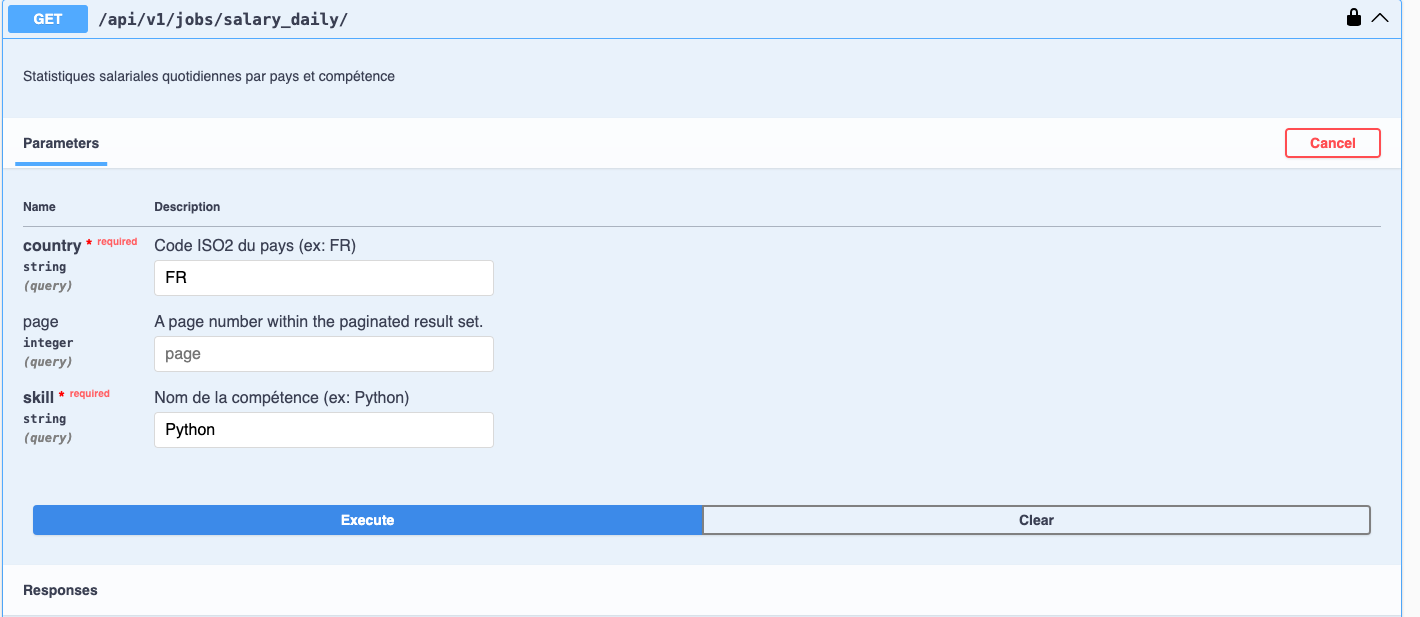 GET /api/v1/jobs/salary_daily/
Statistiques salariales quotidiennes par pays et compétence
Parameters
Cancel
Name Description
country * required Code ISO2 du pays (ex: FR)
string
FR
(query)
page A page number within the paginated result set.
integer
page
(query)
skill * required Nom de la compétence (ex: Python)
string
Python
(query)
Execute Clear
Responses